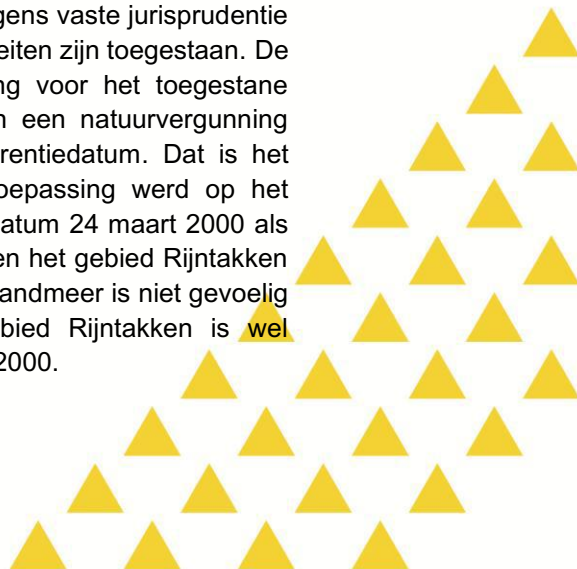 gens vaste jurisprudentie
eiten zijn toegestaan. De
ng voor het toegestane
n een natuurvergunning
rentiedatum. Dat is het
oepassing werd op het
atum 24 maart 2000 als
en het gebied Rijntakken
andmeer is niet gevoelig
bied Rijntakken is wel
2000.